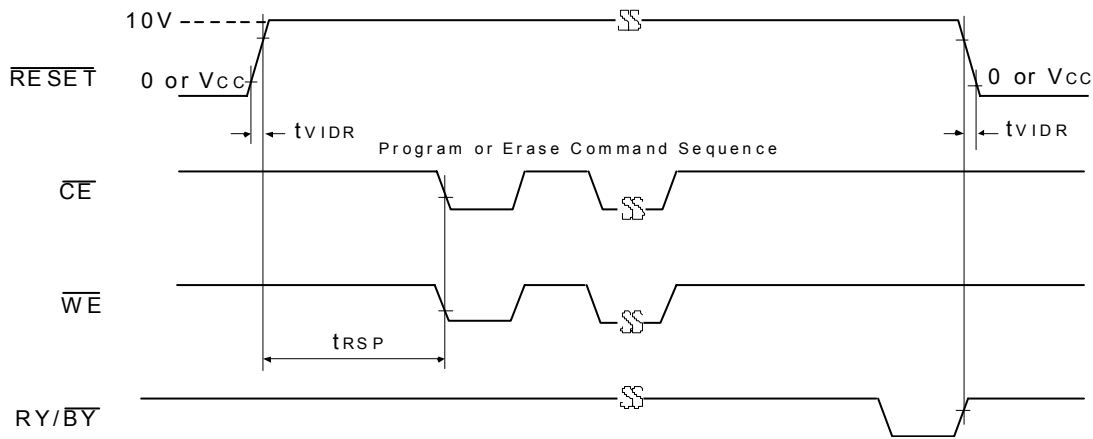 10V
RESET
0 or VCC
0 or VCC
tVIDR
tVIDR
Program or Erase Command Sequence
CE
WE
tRSP
RY/BY